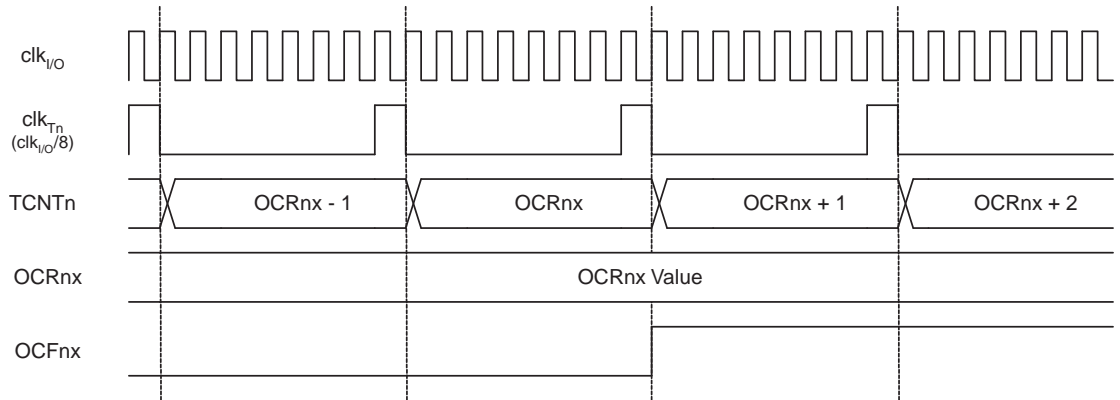 clkI/O
clkTn
(clkI/O/8)
TCNTn
OCRnx - 1
OCRnx
OCRnx + 1
OCRnx + 2
OCRnx
OCRnx Value
OCFnx